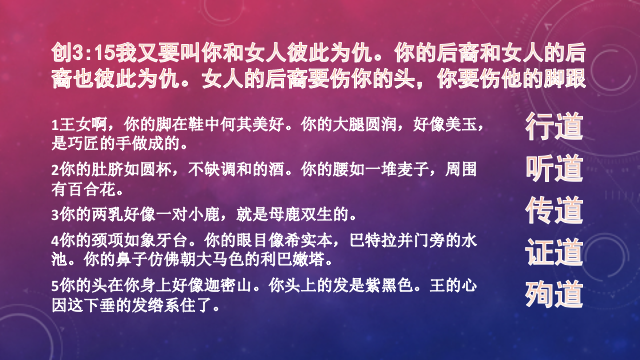 创3:15我又要叫你和女人彼此为仇。你的后裔和女人的后
裔也彼此为仇。女人的后裔要伤你的头，你要伤他的脚跟
1王女啊，你的脚在鞋中何其美好。你的大腿圆润，好像美玉，
是巧匠的手做成的。
2你的肚脐如圆杯，不缺调和的酒。你的腰如一堆麦子，周围
有百合花。
3你的两乳好像一对小鹿，就是母鹿双生的。
4你的颈项如象牙台。你的眼目像希实本，巴特拉并门旁的水
池。你的鼻子仿佛朝大马色的利巴嫩塔。
5你的头在你身上好像迦密山。你头上的发是紫黑色。王的心
因这下垂的发绺系住了。
行道
听道
传道
证道
殉道